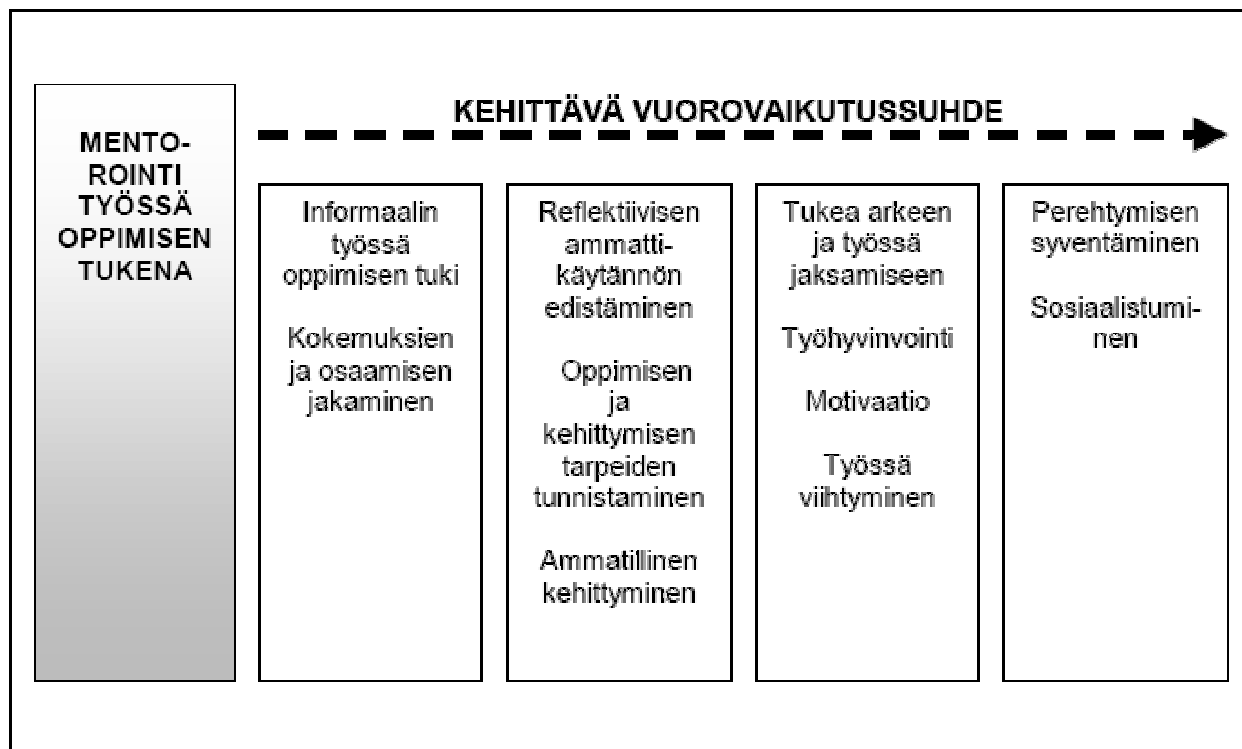 MENTO-
ROINTI
TYÖSSÄ
OPPIMISEN
TUKENA
KEHITTÄVÄ VUOROVAIKUTUSSUHDE
Informaalin
työssä
oppimisen tuki
Kokemuksien
ja osaamisen
jakaminen
Reflektiivisen
ammatti-
käytännön
edistäminen
Oppimisen
ja
kehittymisen
tarpeiden
tunnistaminen
Ammatillinen
kehittyminen
Tukea arkeen
ja työssä
jaksamiseen
Työhyvinvointi
Motivaatio
Työssä
viihtyminen
Perehtymisen
syventäminen
Sosiaalistumi-
nen